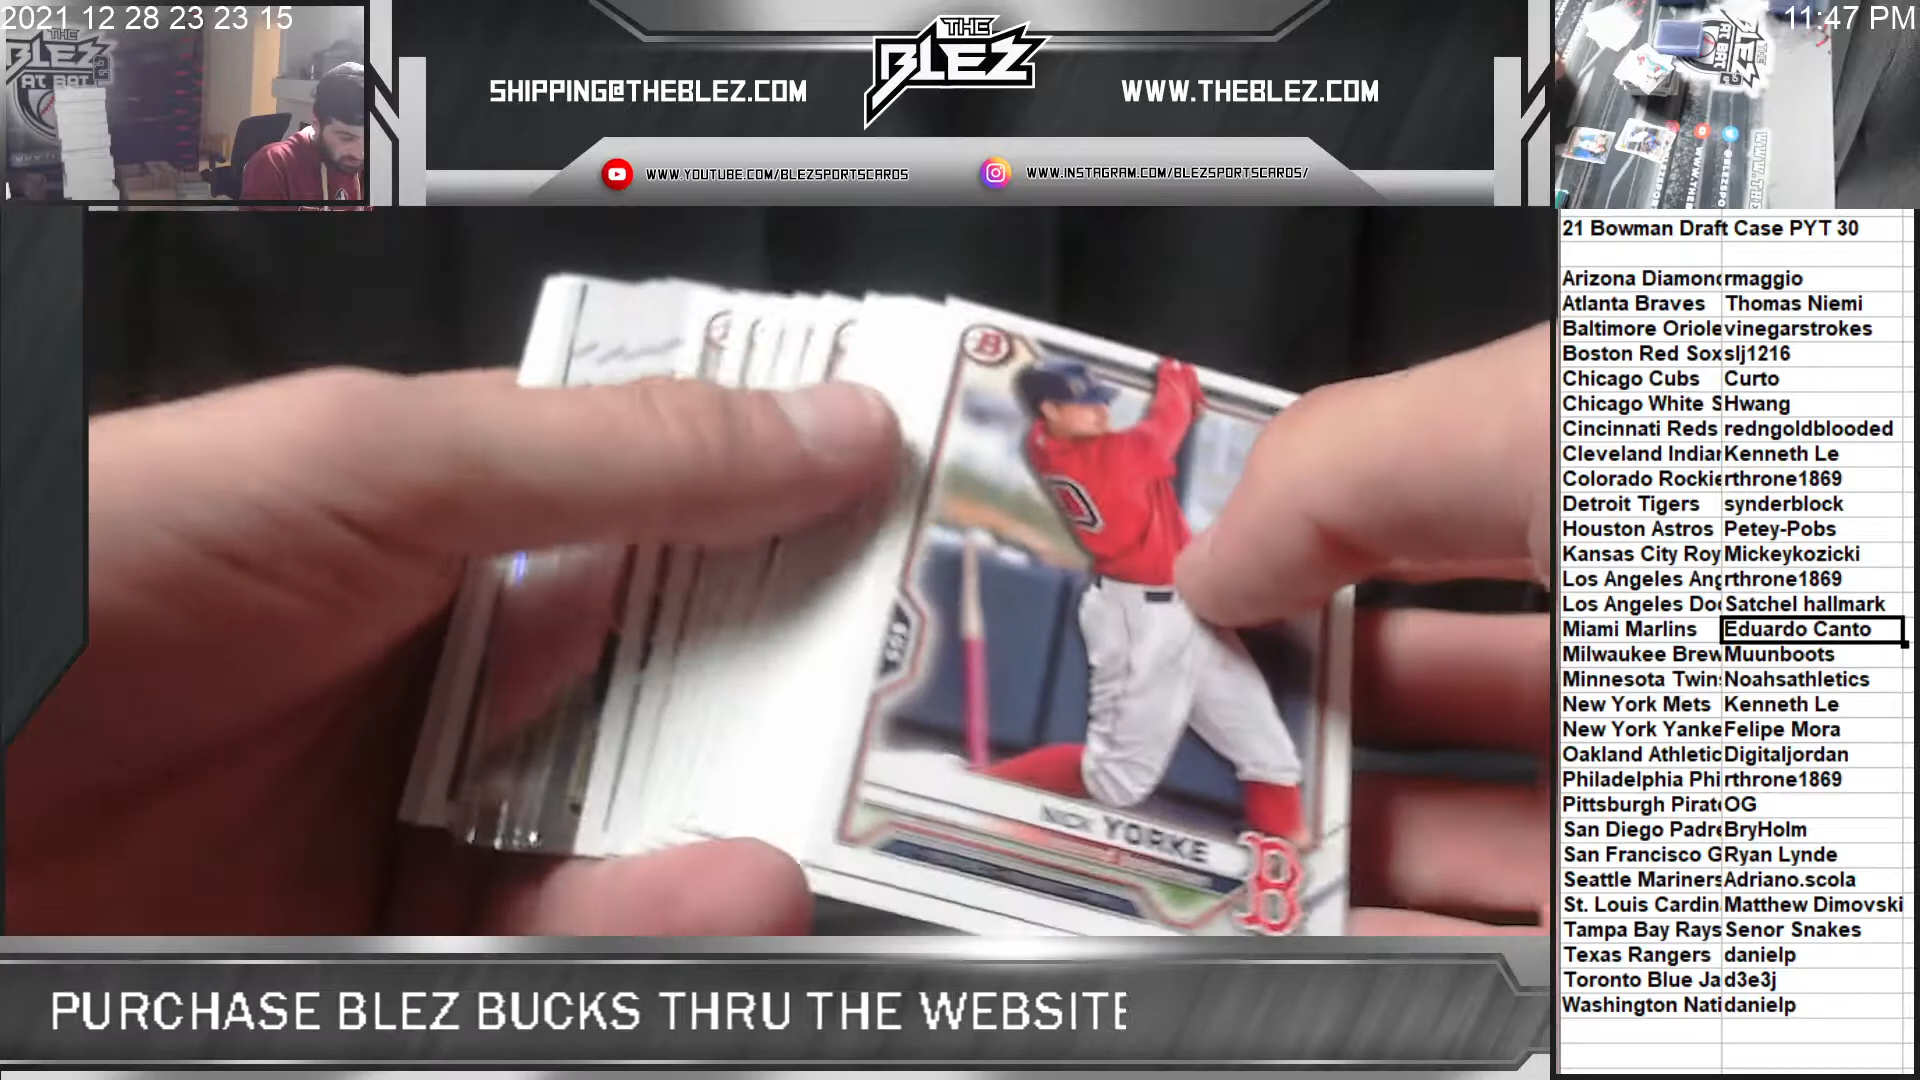 2021 12 28 23 23 15
THE
BLEZ
AT BAT
THE
BLEZ
SHIPPING@THEBLEZ.COM
WWW.THEBLEZ.COM
WWW.YOUTUBE.COM/BLEZSPORTSCARDS
WWW.INSTAGRAM.COM/BLEZSPORTSCARDS/
11:47 PM
21 Bowman Draft Case PYT 30
Arizona Diamond rmaggio
Atlanta Braves Thomas Niemi
Baltimore Oriole vinegarstrokes
Boston Red Sox slj1216
Chicago Cubs Curto
Chicago White S Hwang
Cincinnati Reds redngoldblooded
Cleveland Indian Kenneth Le
Colorado Rockie rthrone1869
Detroit Tigers synderblock
Houston Astros Petey-Pobs
Kansas City Roy Mickeykozicki
Los Angeles Ang rthrone1869
Los Angeles Dod Satchel hallmark
Miami Marlins Eduardo Canto
Milwaukee Brew Muunboots
Minnesota Twins Noahsathletics
New York Mets Kenneth Le
New York Yanke Felipe Mora
Oakland Athletic Digitaljordan
Philadelphia Phi rthrone1869
Pittsburgh Pirate OG
San Diego Padre BryHolm
San Francisco G Ryan Lynde
Seattle Mariners Adriano.scola
St. Louis Cardin Matthew Dimovski
Tampa Bay Rays Senor Snakes
Texas Rangers danielp
Toronto Blue Ja d3e3j
Washington Nati danielp
B
NICK YORKE
B
PURCHASE BLEZ BUCKS THRU THE WEBSITE